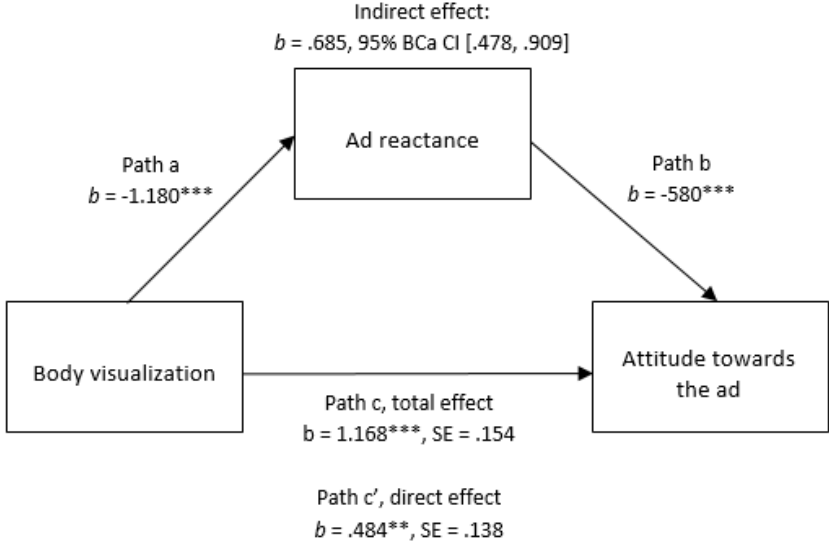 Indirect effect:
b = .685, 95% BCa CI [.478, .909]
Ad reactance
Path a
b = -1.180***
Path b
b = -580***
Body visualization
Attitude towards
the ad
Path c, total effect
b = 1.168***, SE = .154
Path c’, direct effect
b = .484**, SE = .138